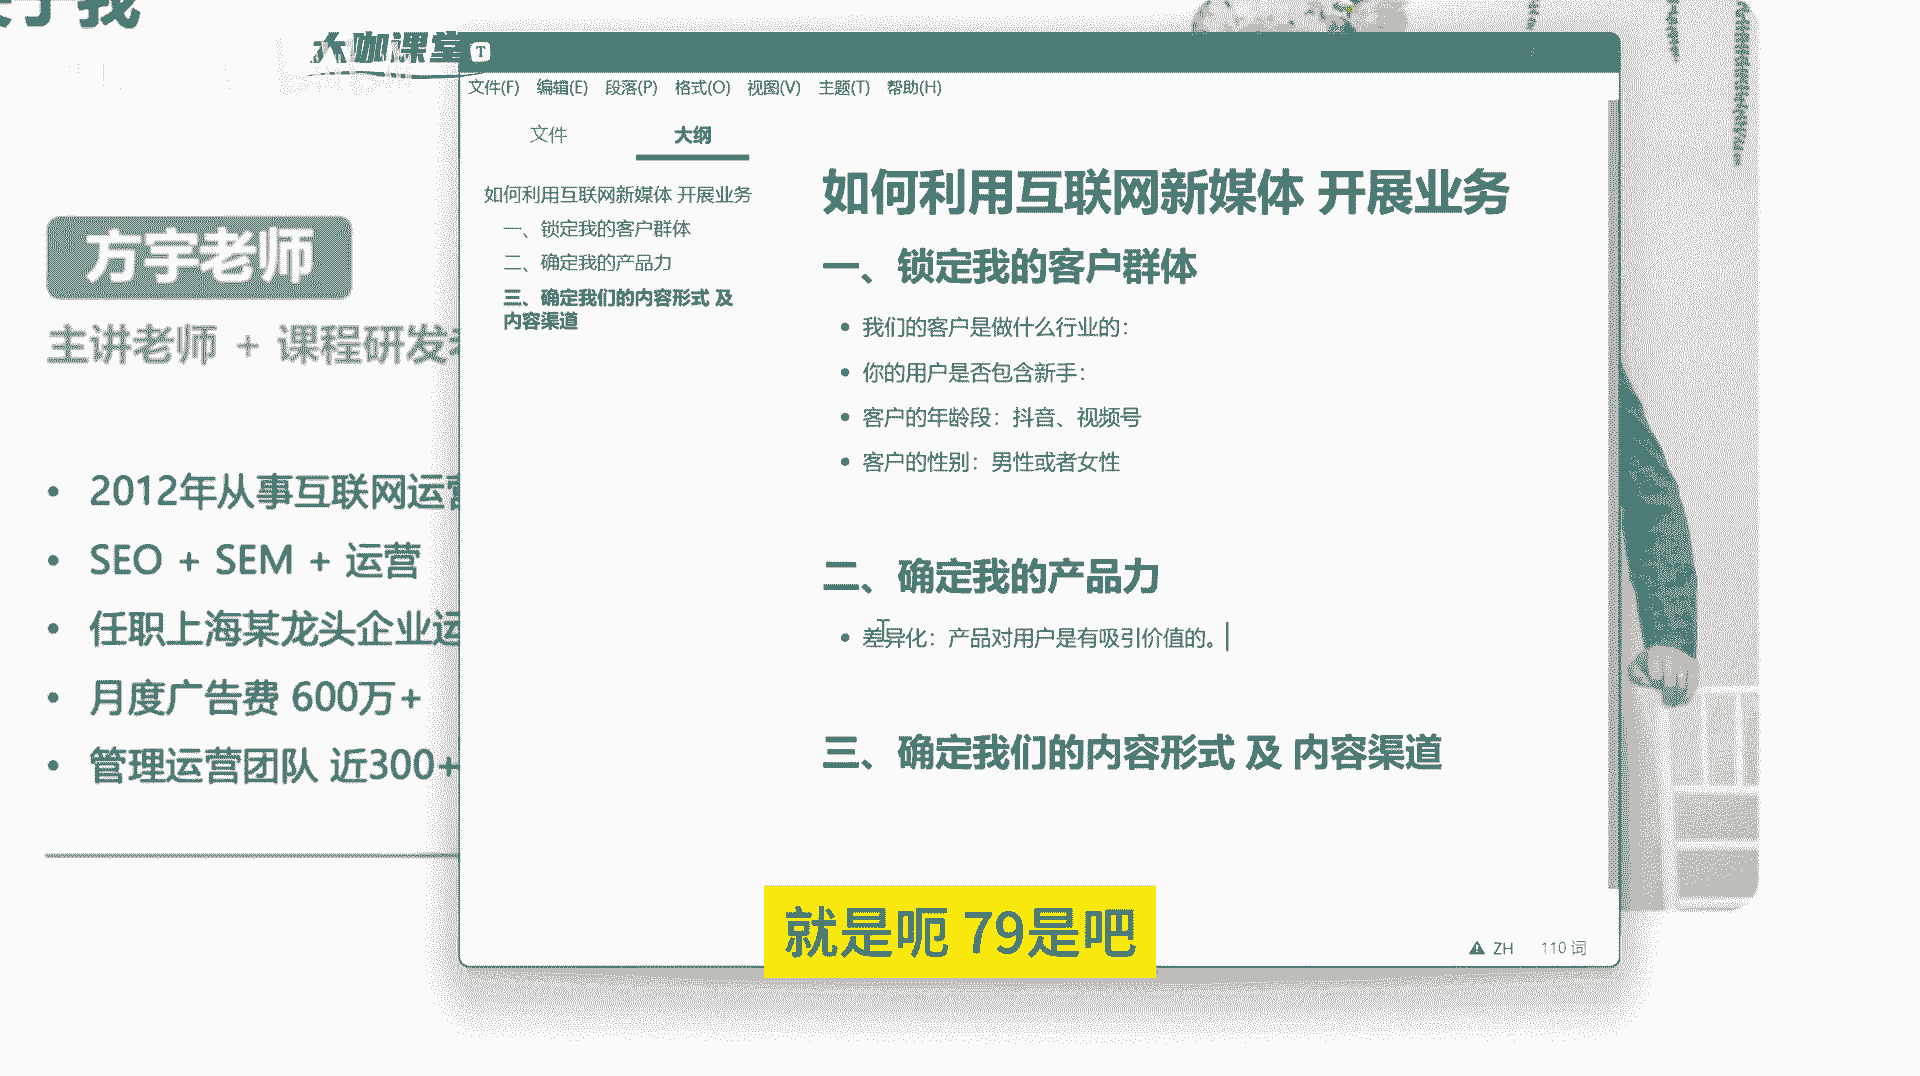 于我
大咖课堂
T
文件(F) 编辑(E) 段落(P) 格式(O) 视图(V) 主题(T) 帮助(H)
文件 大纲
如何利用互联网新媒体 开展业务
一、锁定我的客户群体
二、确定我的产品力
三、确定我们的内容形式 及
内容渠道
如何利用互联网新媒体 开展业务
一、锁定我的客户群体
• 我们的客户是做什么行业的：
• 你的用户是否包含新手：
• 客户的年龄段：抖音、视频号
• 客户的性别：男性或者女性
二、确定我的产品力
• 差异化：产品对用户是有吸引价值的。
三、确定我们的内容形式 及 内容渠道
ZH 110 词
方宇老师
主讲老师 + 课程研发
• 2012年从事互联网运营
• SEO + SEM + 运营
• 任职上海某龙头企业运
• 月度广告费 600万+
• 管理运营团队 近300+
就是呃 79是吧